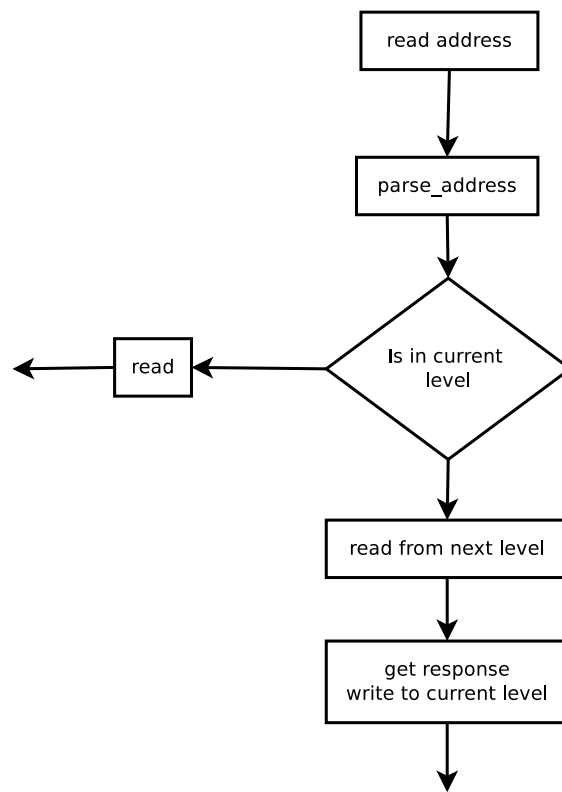 read address
parse_address
Is in current
level
read
read from next level
get response
write to current level